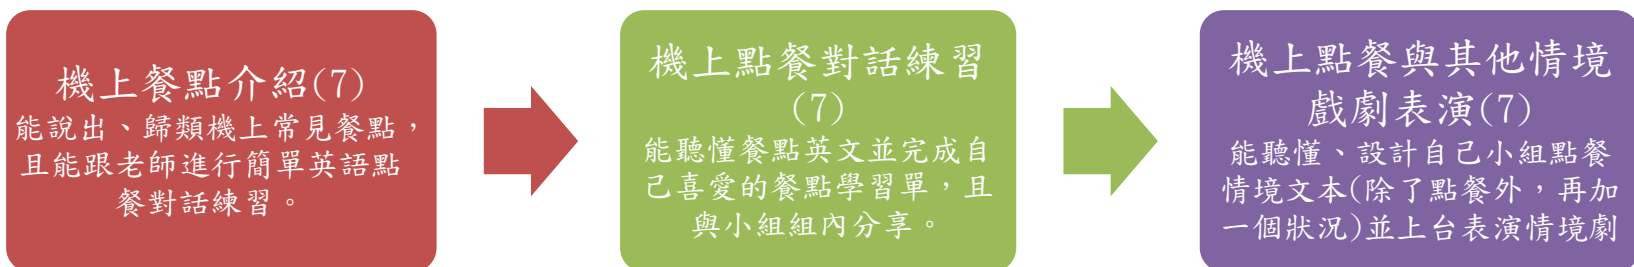 機上餐點介紹(7)
能說出、歸類機上常見餐點，
且能跟老師進行簡單英語點
餐對話練習。
機上點餐對話練習
(7)
能聽懂餐點英文並完成自
己喜愛的餐點學習單，且
與小組組內分享。
機上點餐與其他情境
戲劇表演(7)
能聽懂、設計自己小組點餐
情境文本(除了點餐外，再加
一個狀況)並上台表演情境劇